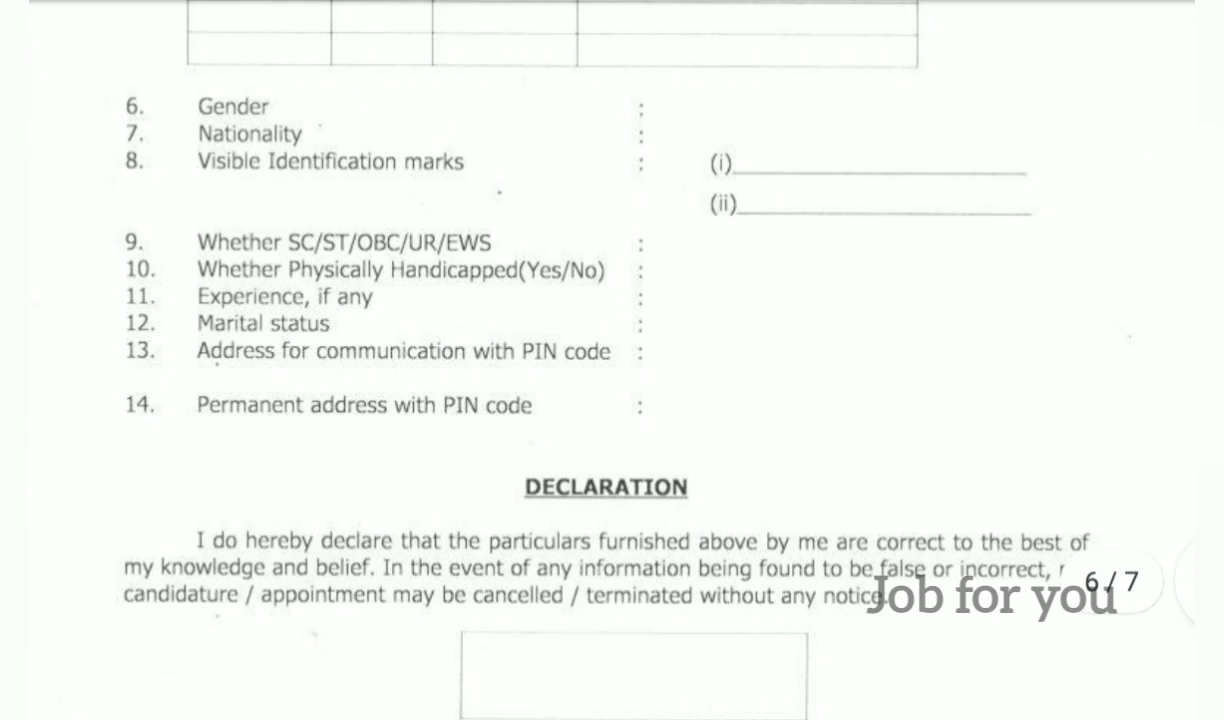 6. Gender :
7. Nationality :
8. Visible Identification marks : (i)
(ii)
9. Whether SC/ST/OBC/UR/EWS :
10. Whether Physically Handicapped(Yes/No) :
11. Experience, if any :
12. Marital status :
13. Address for communication with PIN code :
14. Permanent address with PIN code :
DECLARATION
I do hereby declare that the particulars furnished above by me are correct to the best of
my knowledge and belief. In the event of any information being found to be false or incorrect,
candidature / appointment may be cancelled / terminated without any notice.
6 / 7
Job for you